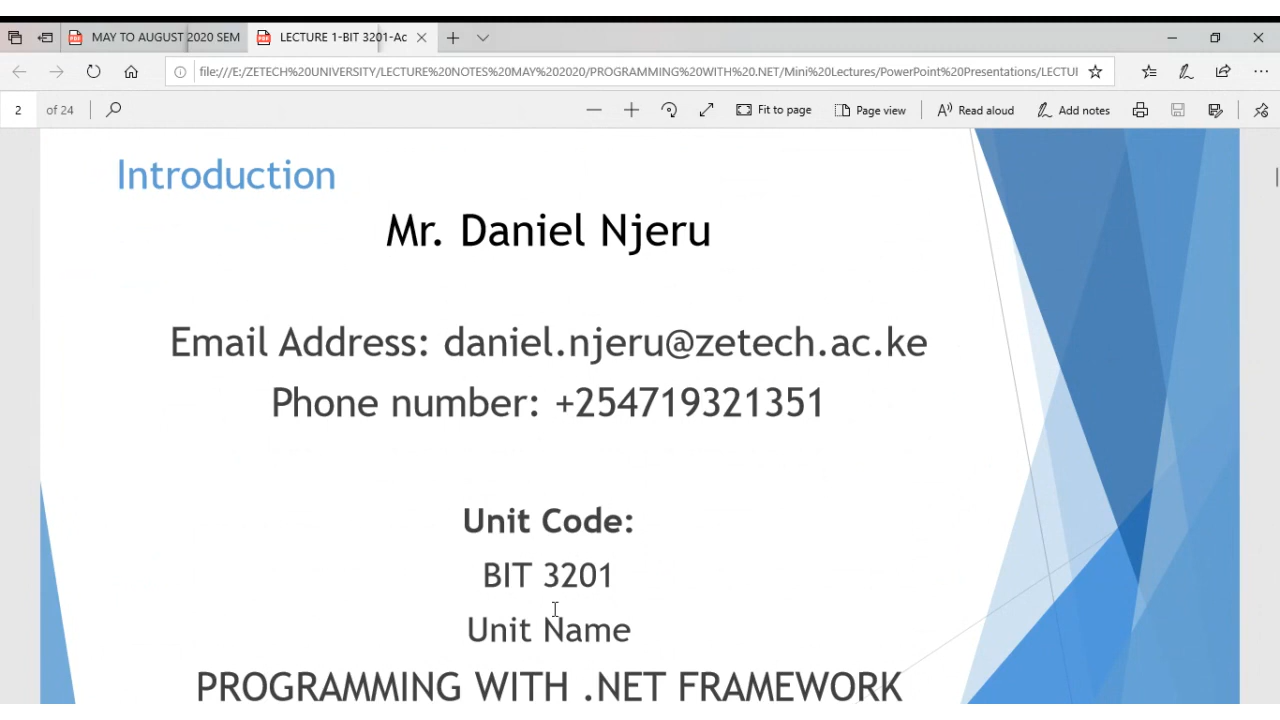 MAY TO AUGUST 2020 SEM
LECTURE 1-BIT 3201-Ac
file:///E:/ZETECH%20UNIVERSITY/LECTURE%20NOTES%20MAY%202020/PROGRAMMING%20WITH%20.NET/Mini%20Lectures/PowerPoint%20Presentations/LECTUI
2 of 24
Fit to page
Page view
Read aloud
Add notes
Introduction
Mr. Daniel Njeru
Email Address: daniel.njeru@zetech.ac.ke
Phone number: +254719321351
Unit Code:
BIT 3201
Unit Name
PROGRAMMING WITH .NET FRAMEWORK